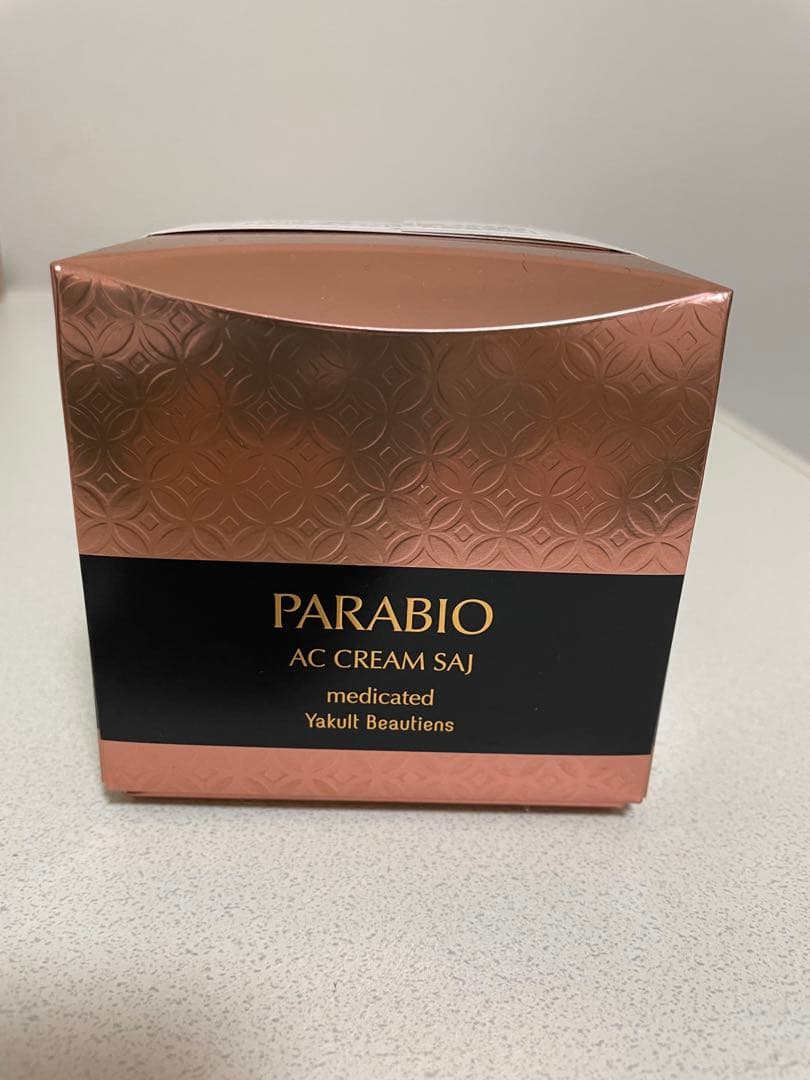 PARABIO
AC CREAM SAJ
medicated
Yakult Beautiens